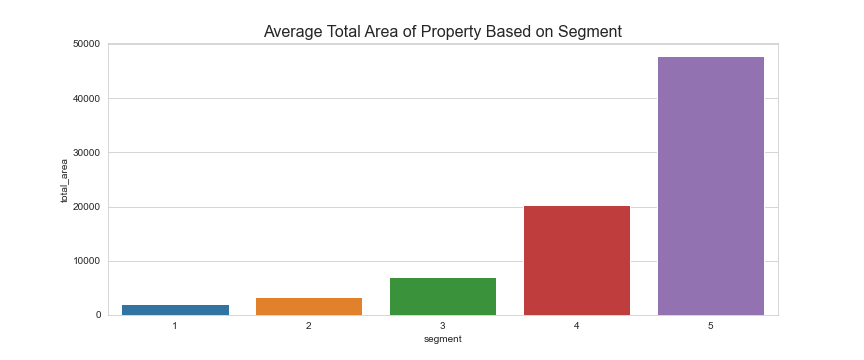 Average Total Area of Property Based on Segment
50000
40000
30000
20000
10000
0
total_area
1 2 3 4 5
segment